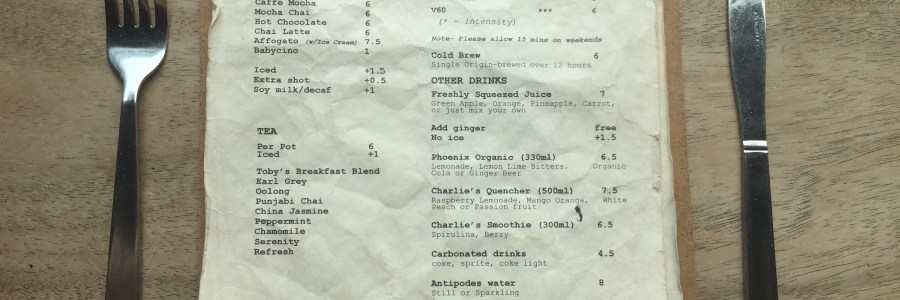 Caffe Mocha 6
Mocha Chai 6
Hot Chocolate 6
Chai Latte 6
Affogato (w/Ice Cream) 7.5
Babycino 1
Iced +1.5
Extra shot +0.5
Soy milk/decaf +1
TEA
Per Pot 6
Iced +1
Toby's Breakfast Blend
Earl Grey
Oolong
Punjabi Chai
China Jasmine
Peppermint
Chamomile
Serenity
Refresh
V60 *** 6
(* = intensity)
Note- Please allow 15 mins on weekends
Cold Brew 6
Single Origin-brewed over 12 hours
OTHER DRINKS
Freshly Squeezed Juice 7
Green Apple, Orange, Pineapple, Carrot,
or just mix your own
Add ginger free
No ice +1.5
Phoenix Organic (330ml) 6.5
Lemonade, Lemon Lime Bitters, Organic
Cola or Ginger Beer
Charlie's Quencher (500ml) 7.5
Raspberry Lemonade, Mango Orange, White
Peach or Passion fruit
Charlie's Smoothie (300ml) 6.5
Spirulina, Berry
Carbonated drinks 4.5
coke, sprite, coke light
Antipodes water 8
Still or Sparkling